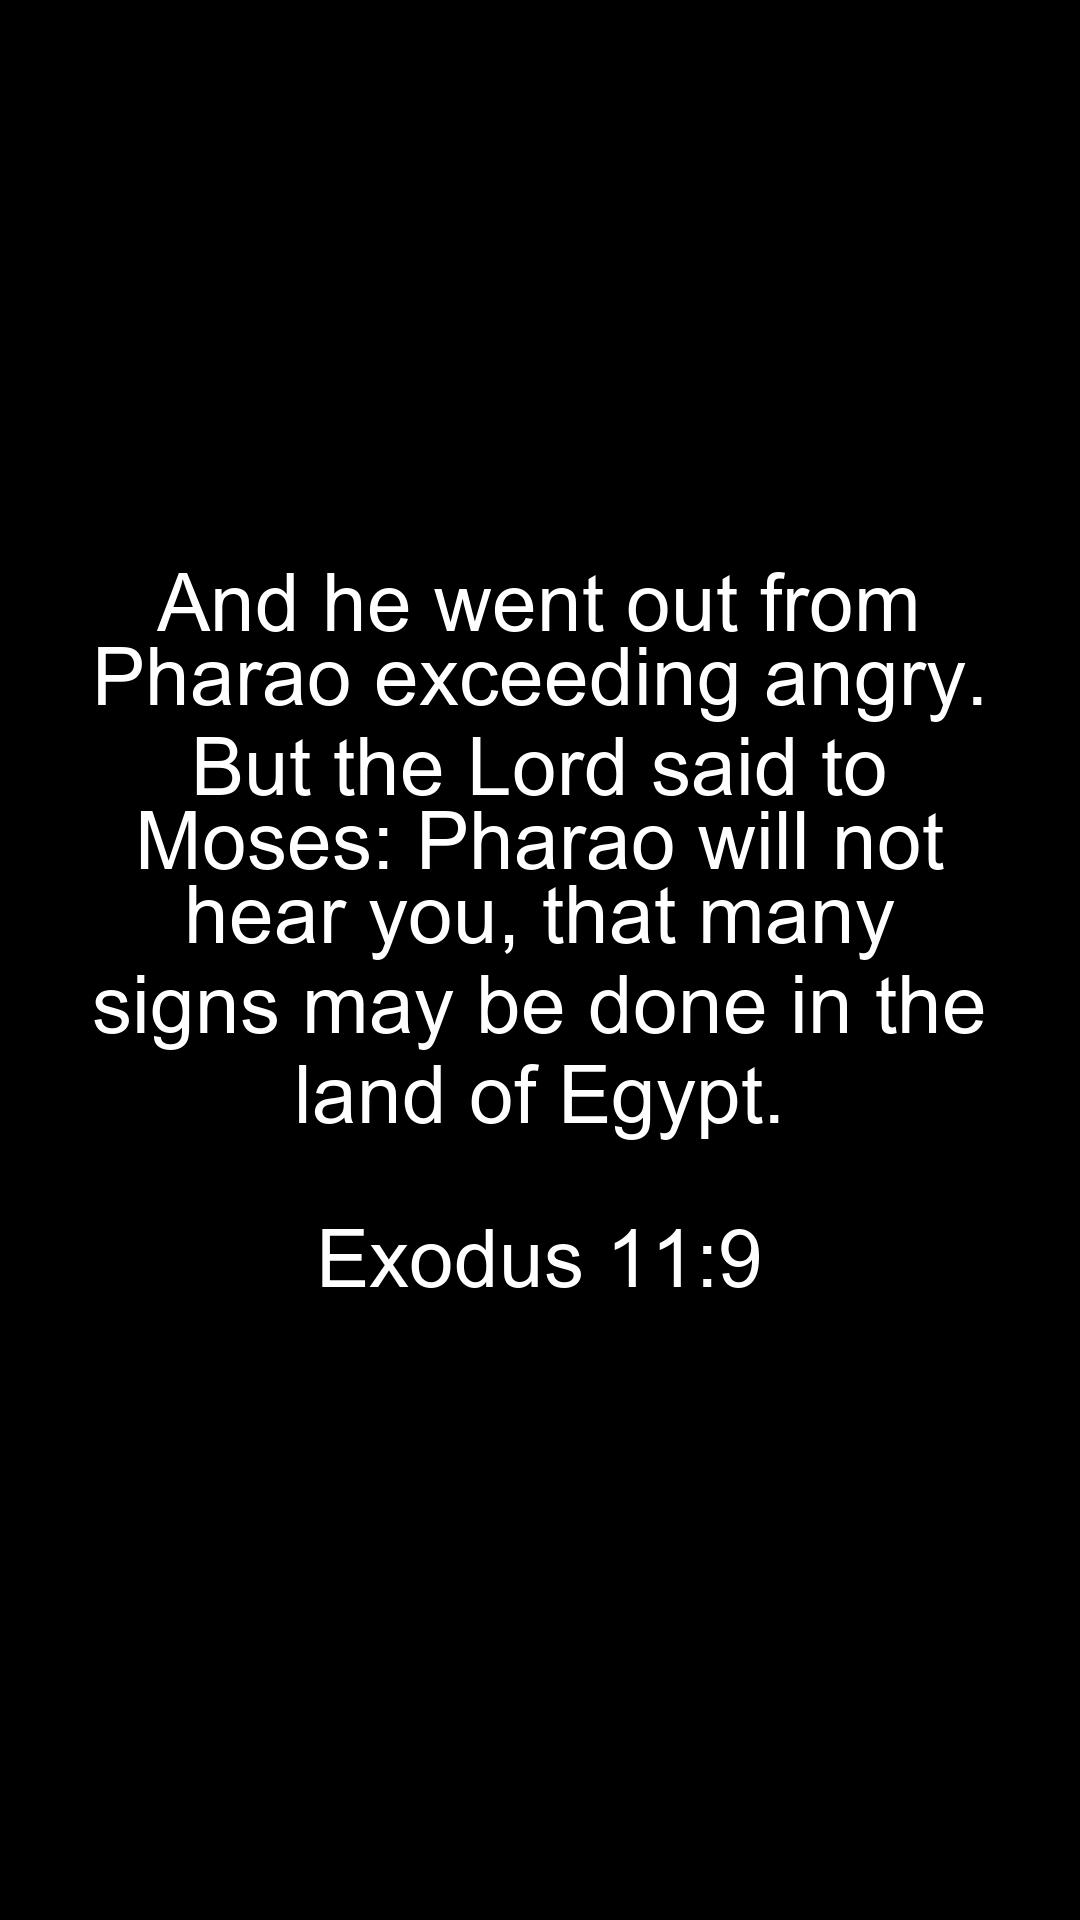 And he went out from
Pharao exceeding angry.
But the Lord said to
Moses: Pharao will not
hear you, that many
signs may be done in the
land of Egypt.
Exodus 11:9